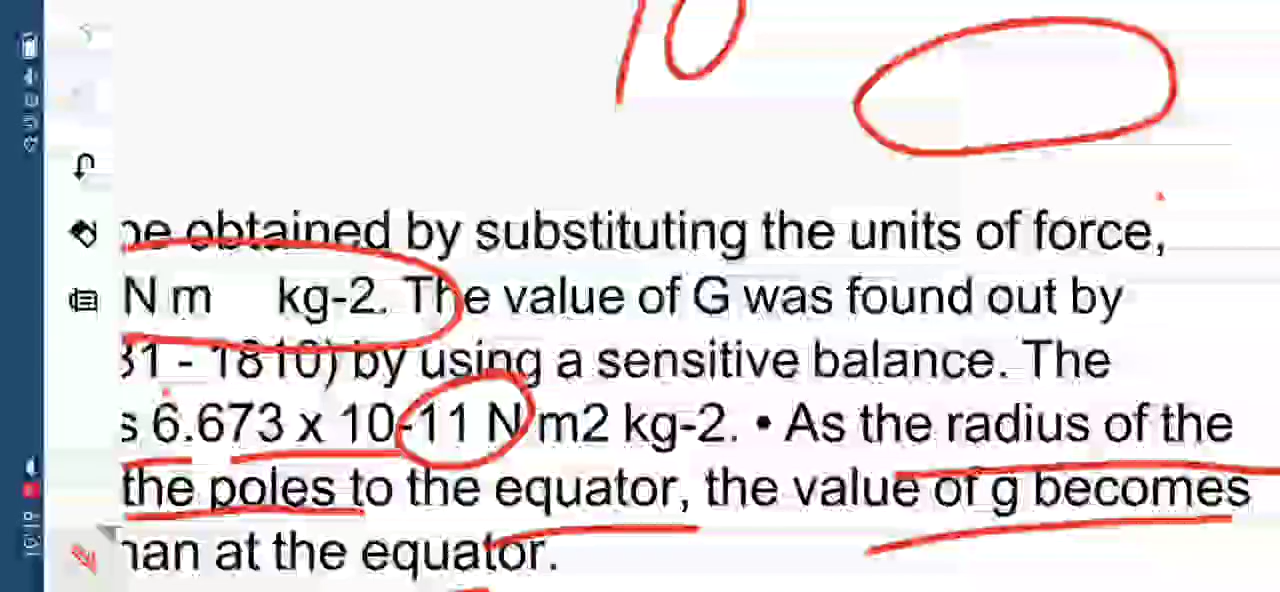 10
be obtained by substituting the units of force,
N m kg-2. The value of G was found out by
31 - 1810) by using a sensitive balance. The
s 6.673 x 10-11 N m2 kg-2. • As the radius of the
the poles to the equator, the value of g becomes
han at the equator.